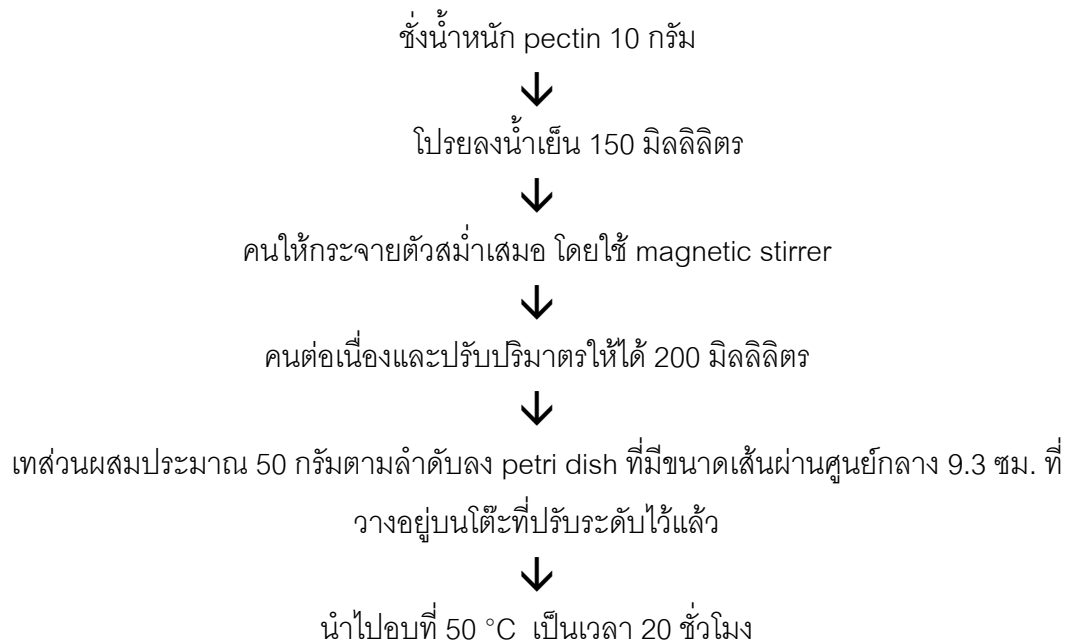 ชั่งน้ำหนัก pectin 10 กรัม
↓
โปรยลงน้ำเย็น 150 มิลลิลิตร
↓
คนให้กระจายตัวสม่ำเสมอ โดยใช้ magnetic stirrer
↓
คนต่อเนื่องและปรับปริมาตรให้ได้ 200 มิลลิลิตร
↓
เทส่วนผสมประมาณ 50 กรัมตามลำดับลง petri dish ที่มีขนาดเส้นผ่านศูนย์กลาง 9.3 ซม. ที่
วางอยู่บนโต๊ะที่ปรับระดับไว้แล้ว
↓
นำไปอบที่ 50 °C เป็นเวลา 20 ชั่วโมง